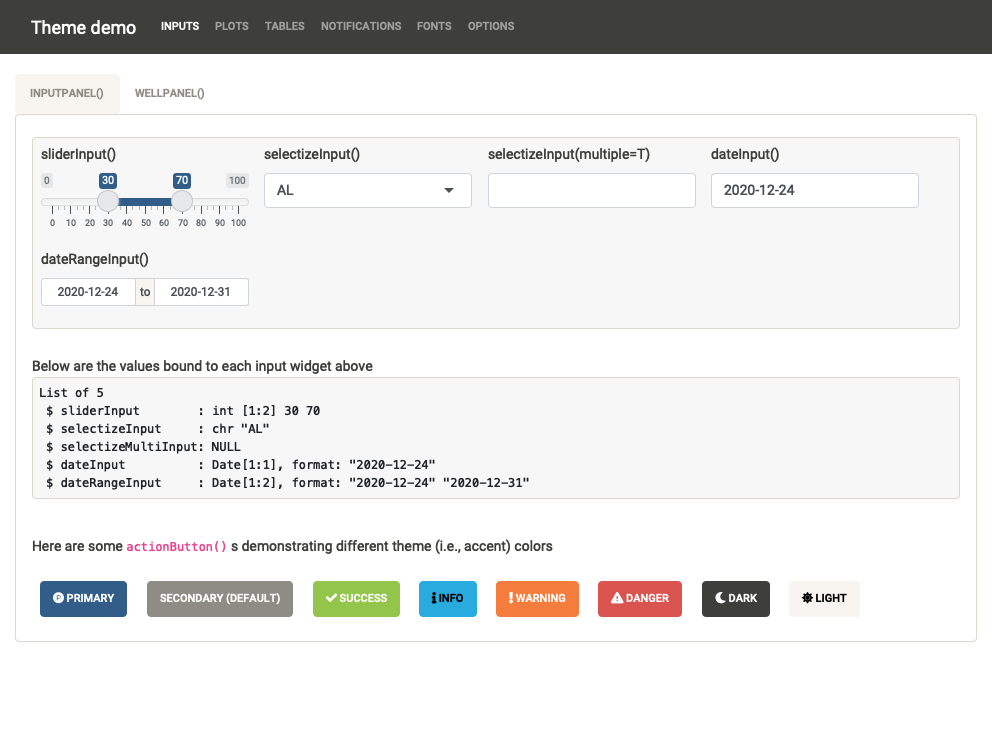 Theme demo INPUTS PLOTS TABLES NOTIFICATIONS FONTS OPTIONS
INPUTPANEL() WELLPANEL()
sliderInput() selectizeInput() selectizeInput(multiple=T) dateInput()
0 30 70 100
AL
2020-12-24
0 10 20 30 40 50 60 70 80 90 100
dateRangeInput()
2020-12-24 to 2020-12-31
Below are the values bound to each input widget above
List of 5
$ sliderInput : int [1:2] 30 70
$ selectizeInput : chr "AL"
$ selectizeMultiInput: NULL
$ dateInput : Date[1:1], format: "2020-12-24"
$ dateRangeInput : Date[1:2], format: "2020-12-24" "2020-12-31"
Here are some actionButton() s demonstrating different theme (i.e., accent) colors
PRIMARY SECONDARY (DEFAULT) SUCCESS INFO WARNING DANGER DARK LIGHT